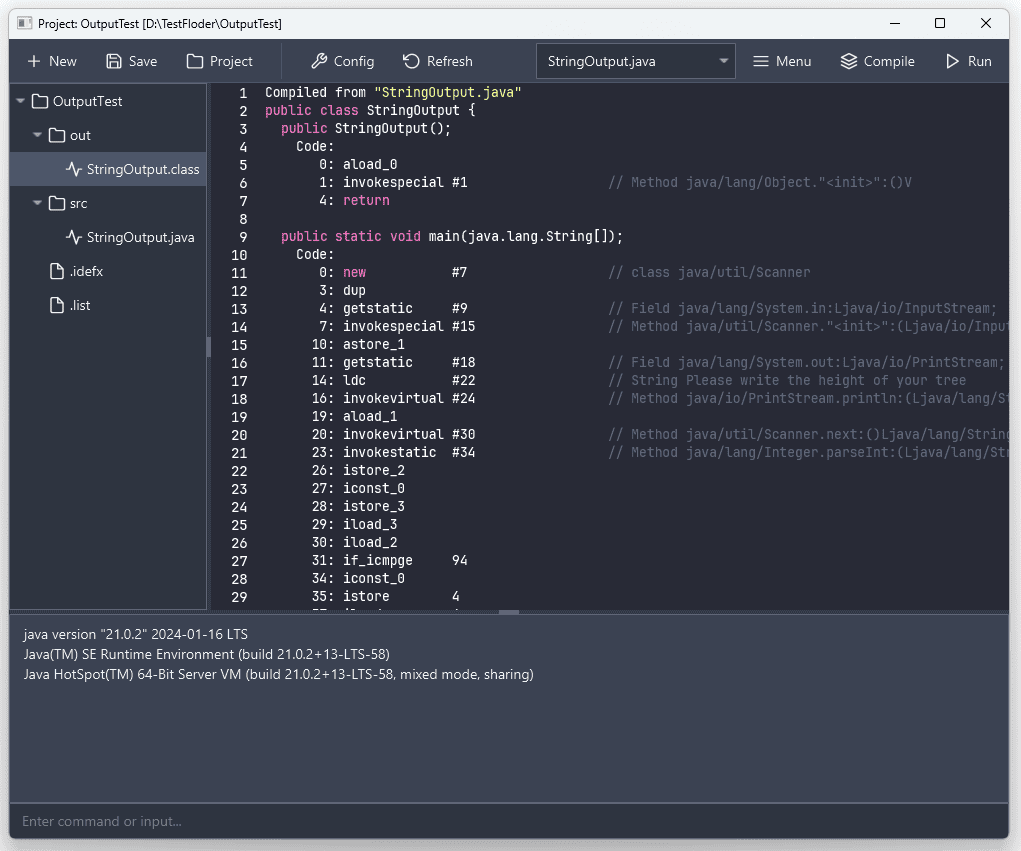 Project: OutputTest [D:\TestFloder\OutputTest]
New Save Project Config Refresh StringOutput.java Menu Compile Run
OutputTest
out
StringOutput.class
src
StringOutput.java
.idefx
.list
1 Compiled from "StringOutput.java"
2 public class StringOutput {
3 public StringOutput();
4 Code:
5 0: aload_0
6 1: invokespecial #1 // Method java/lang/Object."<init>":()V
7 4: return
8
9 public static void main(java.lang.String[]);
10 Code:
11 0: new #7 // class java/util/Scanner
12 3: dup
13 4: getstatic #9 // Field java/lang/System.in:Ljava/io/InputStream;
14 7: invokespecial #15 // Method java/util/Scanner."<init>":(Ljava/io/Inpu
15 10: astore_1
16 11: getstatic #18 // Field java/lang/System.out:Ljava/io/PrintStream;
17 14: ldc #22 // String Please write the height of your tree
18 16: invokevirtual #24 // Method java/io/PrintStream.println:(Ljava/lang/St
19 19: aload_1
20 20: invokevirtual #30 // Method java/util/Scanner.next:()Ljava/lang/String
21 23: invokestatic #34 // Method java/lang/Integer.parseInt:(Ljava/lang/Str
22 26: istore_2
23 27: iconst_0
24 28: istore_3
25 29: iload_3
26 30: iload_2
27 31: if_icmpge 94
28 34: iconst_0
29 35: istore 4
java version "21.0.2" 2024-01-16 LTS
Java(TM) SE Runtime Environment (build 21.0.2+13-LTS-58)
Java HotSpot(TM) 64-Bit Server VM (build 21.0.2+13-LTS-58, mixed mode, sharing)
Enter command or input...